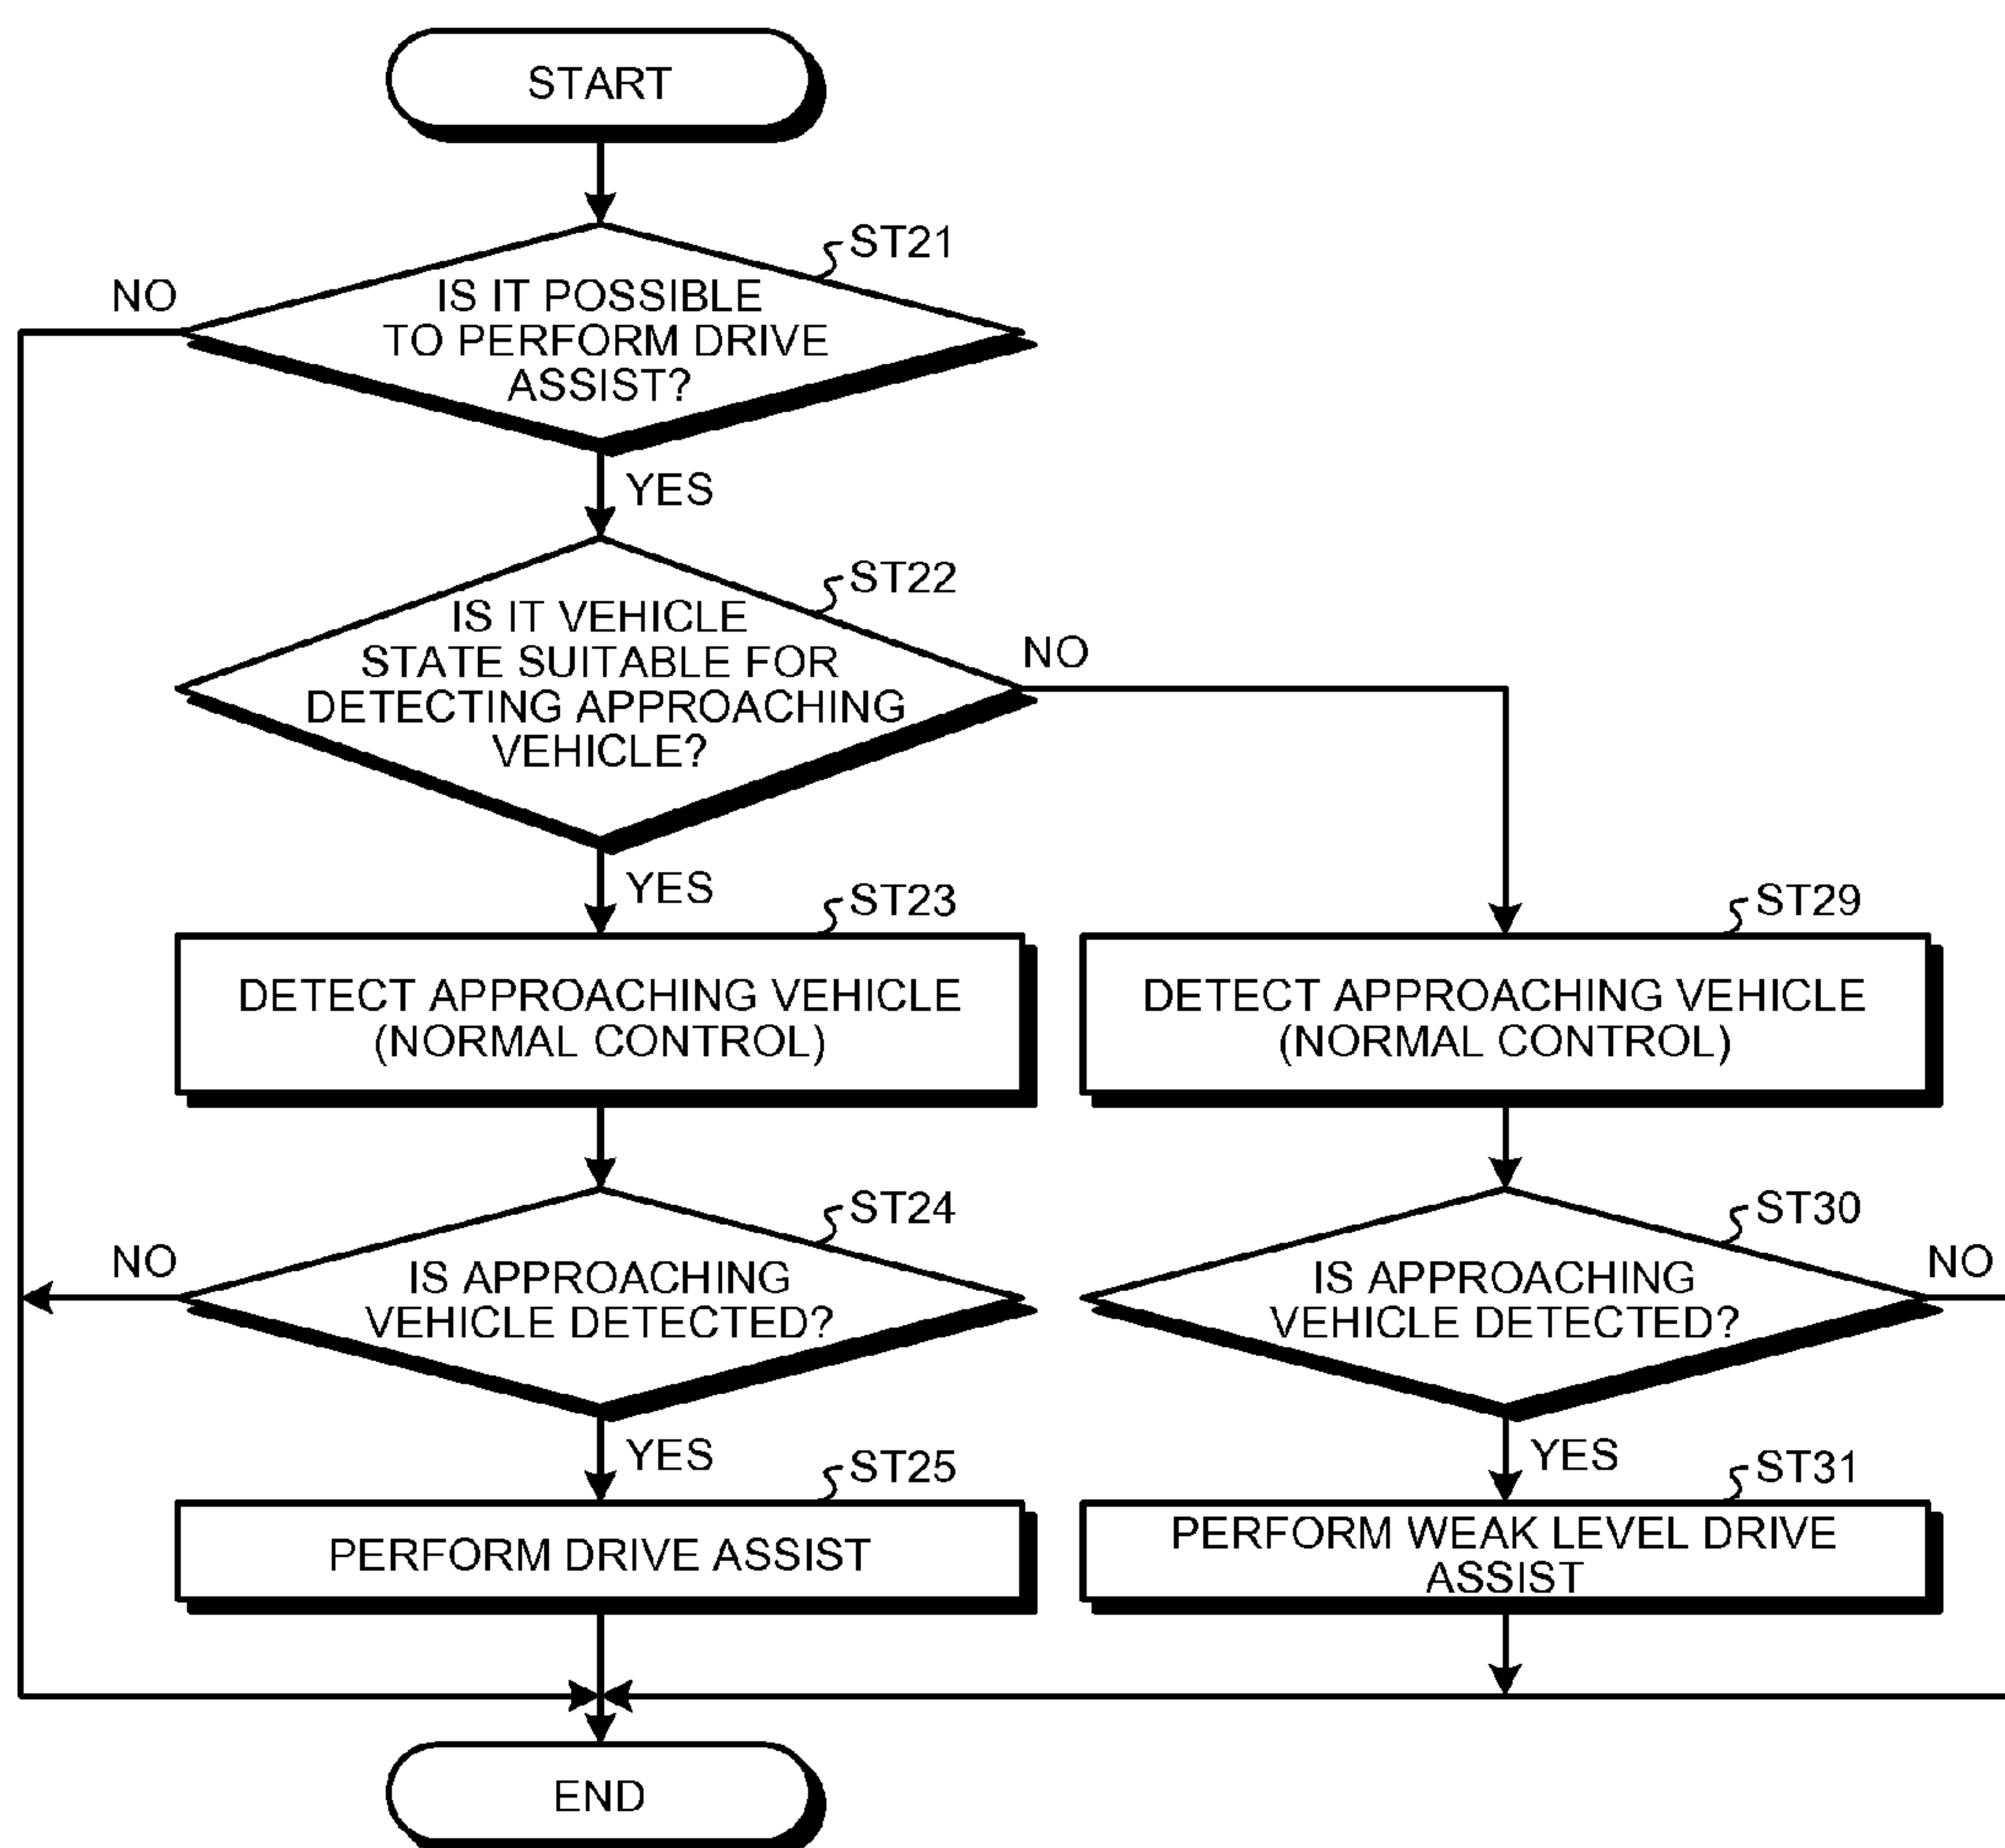 START
ST21
NO
IS IT POSSIBLE
TO PERFORM DRIVE
ASSIST?
YES
ST22
IS IT VEHICLE
STATE SUITABLE FOR
DETECTING APPROACHING
VEHICLE?
NO
YES
ST23
DETECT APPROACHING VEHICLE
(NORMAL CONTROL)
ST29
DETECT APPROACHING VEHICLE
(NORMAL CONTROL)
ST24
NO
IS APPROACHING
VEHICLE DETECTED?
ST30
NO
IS APPROACHING
VEHICLE DETECTED?
YES
ST25
PERFORM DRIVE ASSIST
YES
ST31
PERFORM WEAK LEVEL DRIVE
ASSIST
END